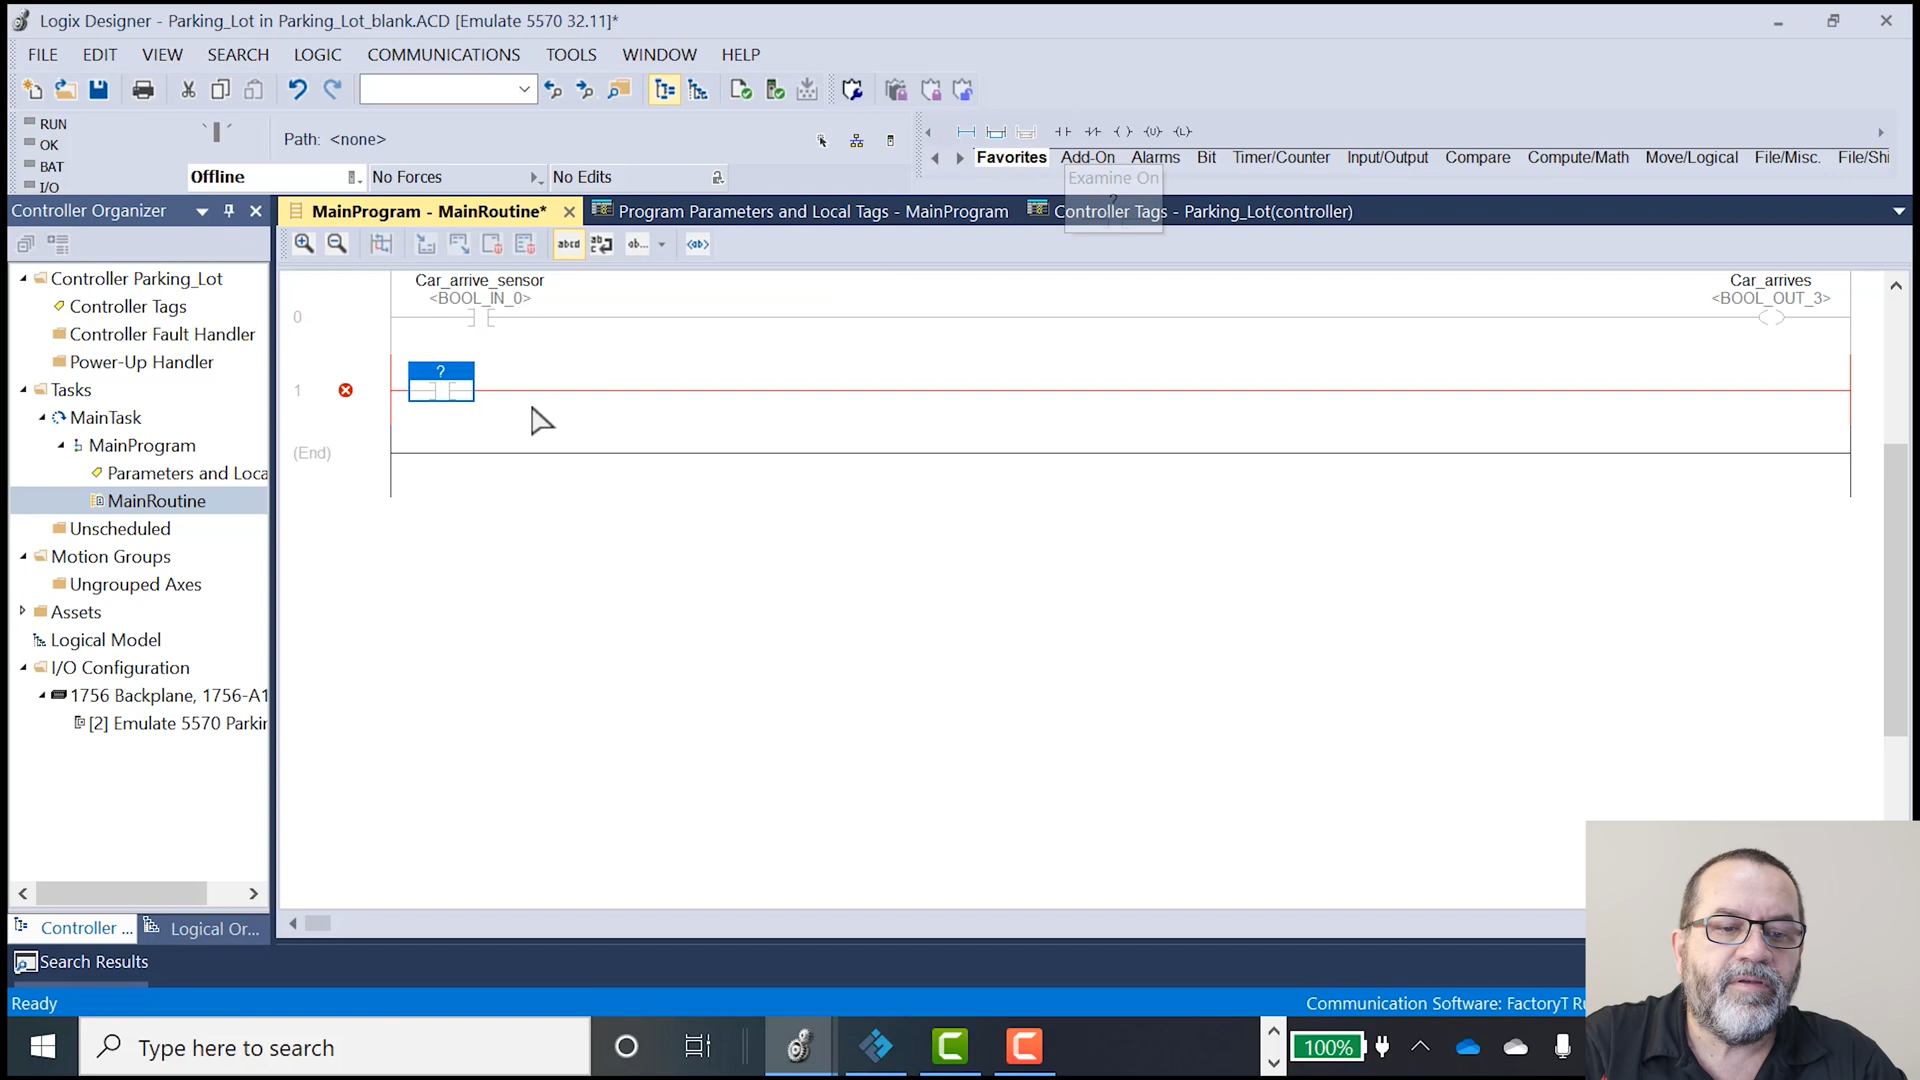 Logix Designer - Parking_Lot in Parking_Lot_blank.ACD [Emulate 5570 32.11]*
FILE EDIT VIEW SEARCH LOGIC COMMUNICATIONS TOOLS WINDOW HELP
RUN
OK
BAT
I/O
Path: <none>
Offline
No Forces
No Edits
Favorites Add-On Alarms Bit Timer/Counter Input/Output Compare Compute/Math Move/Logical File/Misc. File/Shi
Examine On
?
Controller Organizer
MainProgram - MainRoutine*
Program Parameters and Local Tags - MainProgram
Controller Tags - Parking_Lot(controller)
Controller Parking_Lot
Controller Tags
Controller Fault Handler
Power-Up Handler
Tasks
MainTask
MainProgram
Parameters and Loca
MainRoutine
Unscheduled
Motion Groups
Ungrouped Axes
Assets
Logical Model
I/O Configuration
1756 Backplane, 1756-A1
[2] Emulate 5570 Parkin
Controller ...
Logical Or...
abcd
ab...
<ab>
Car_arrive_sensor
<BOOL_IN_0>
Car_arrives
<BOOL_OUT_3>
0
?
1
(End)
Search Results
Ready
Communication Software: FactoryT Ru
Type here to search
100%